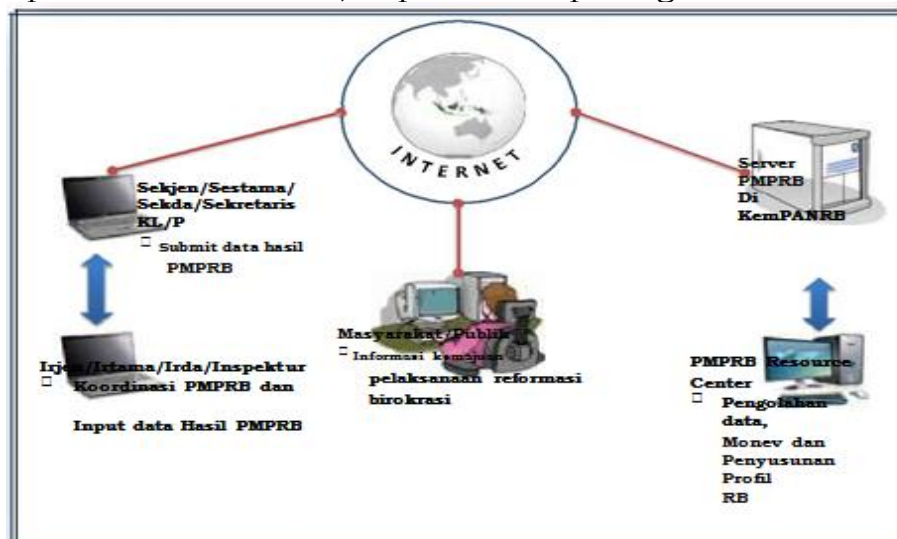 INTERNET
Sekjen/Sestama/
Sekda/Sekretaris
KL/P
Submit data hasil
PMPRB
Server
PMPRB
Di
KemPANRB
Masyarakat/Publik
Informasi kemajuan
pelaksanaan reformasi
birokrasi
Irjen/Irtama/Irda/Inspektur
Koordinasi PMPRB dan
Input data Hasil PMPRB
PMPRB Resource
Center
Pengolahan
data,
Monev dan
Penyusunan
Profil
RB